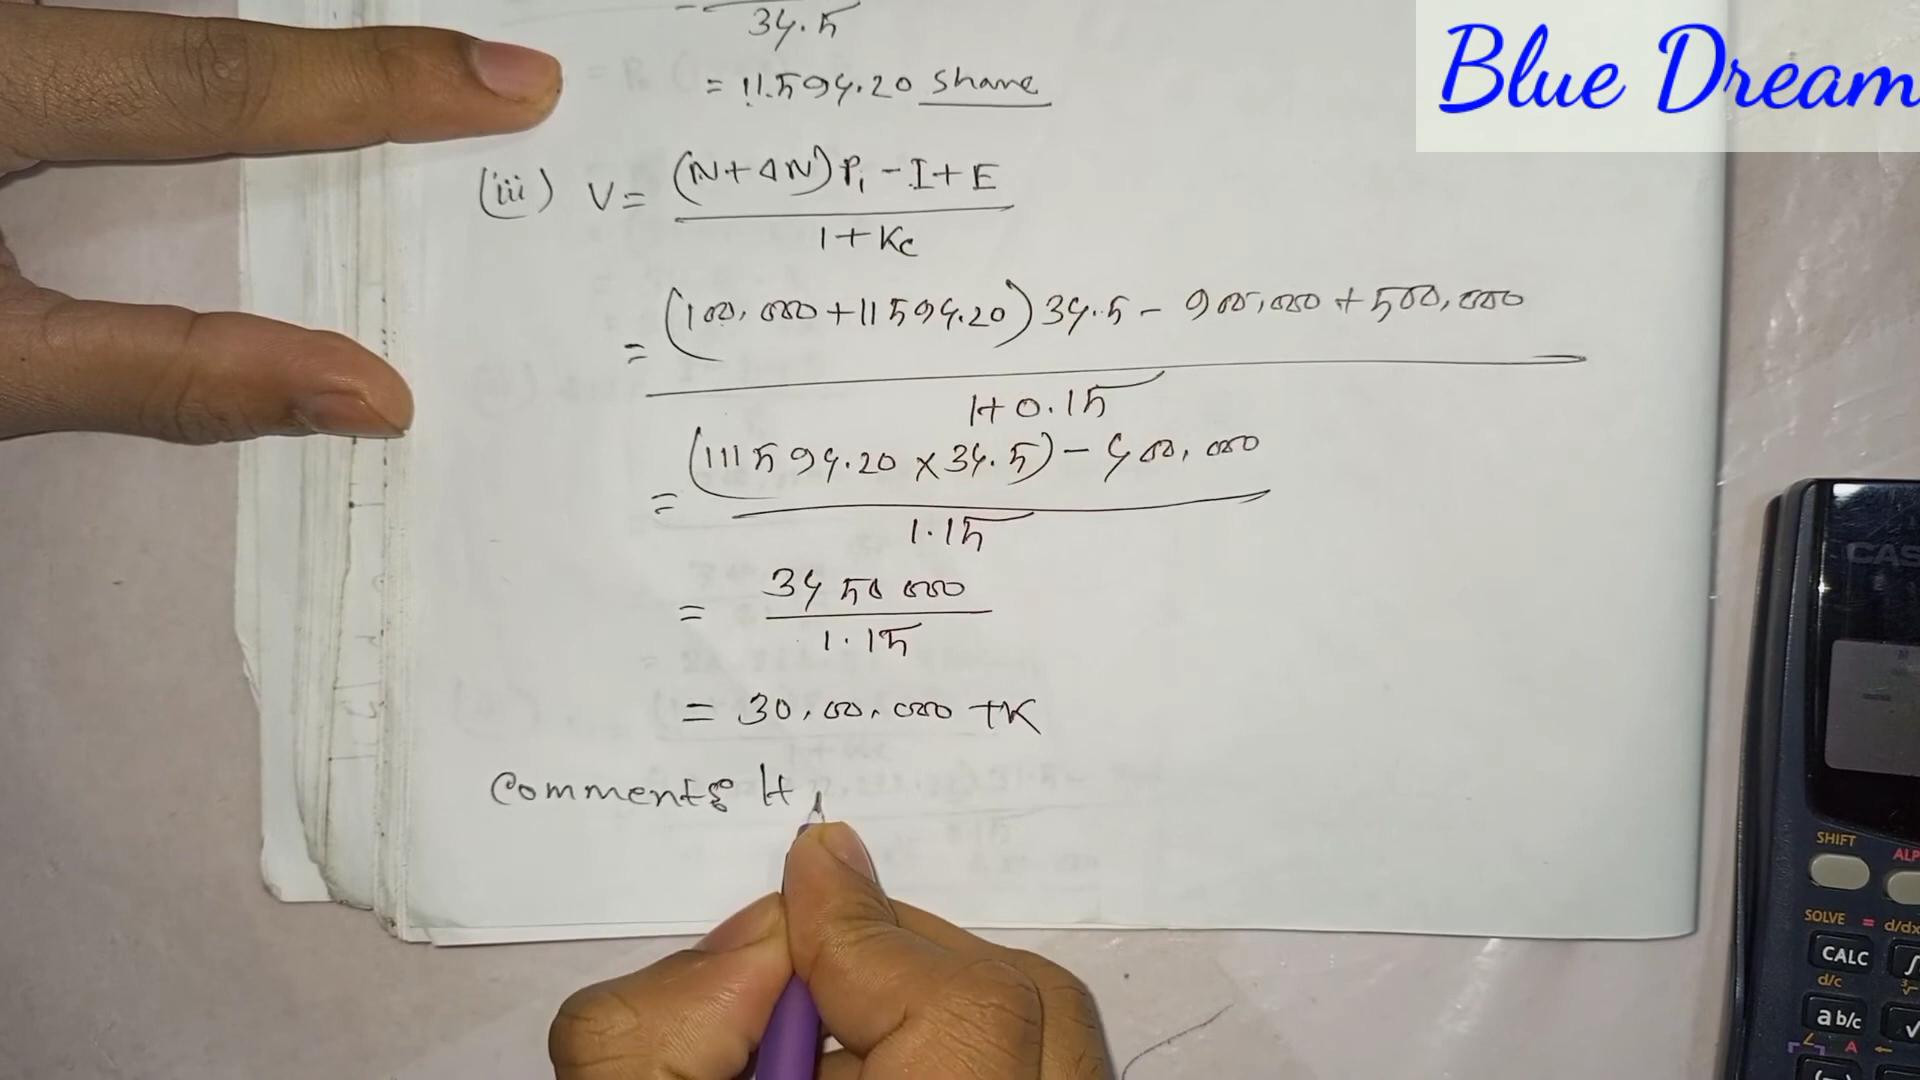 34.5
= 11594.20 Share
Blue Dream
(iii) V = (N+ΔN)P₁ - I + E
1+Kc
= (100,000+11594.20) 34.5 - 900,000 + 500,000
1+0.15
= (111594.20 × 34.5) - 400,000
1.15
= 3450000
1.15
= 30,00,000 TK
Comment: It
CAS
SHIFT
ALP
SOLVE = d/dx
CALC
d/c
a b/c
A